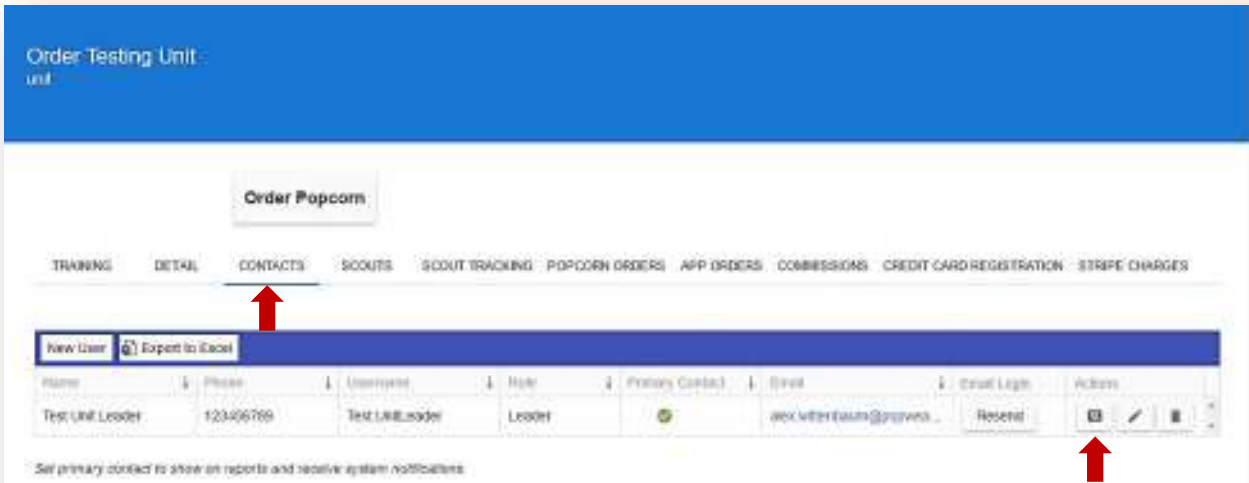 Order Testing Unit
unit
Order Popcorn
TRAINING DETAIL CONTACTS SCOUTS SCOUT TRACKING POPCORN ORDERS APP ORDERS COMMISSIONS CREDIT CARD REGISTRATION STRIPE CHARGES
New User Export to Excel
Name Phone Username Role Primary Contact Email Email Login Actions
Test Unit Leader Test.UnitLeader Leader Resend
Set primary contact to show on reports and receive system notifications